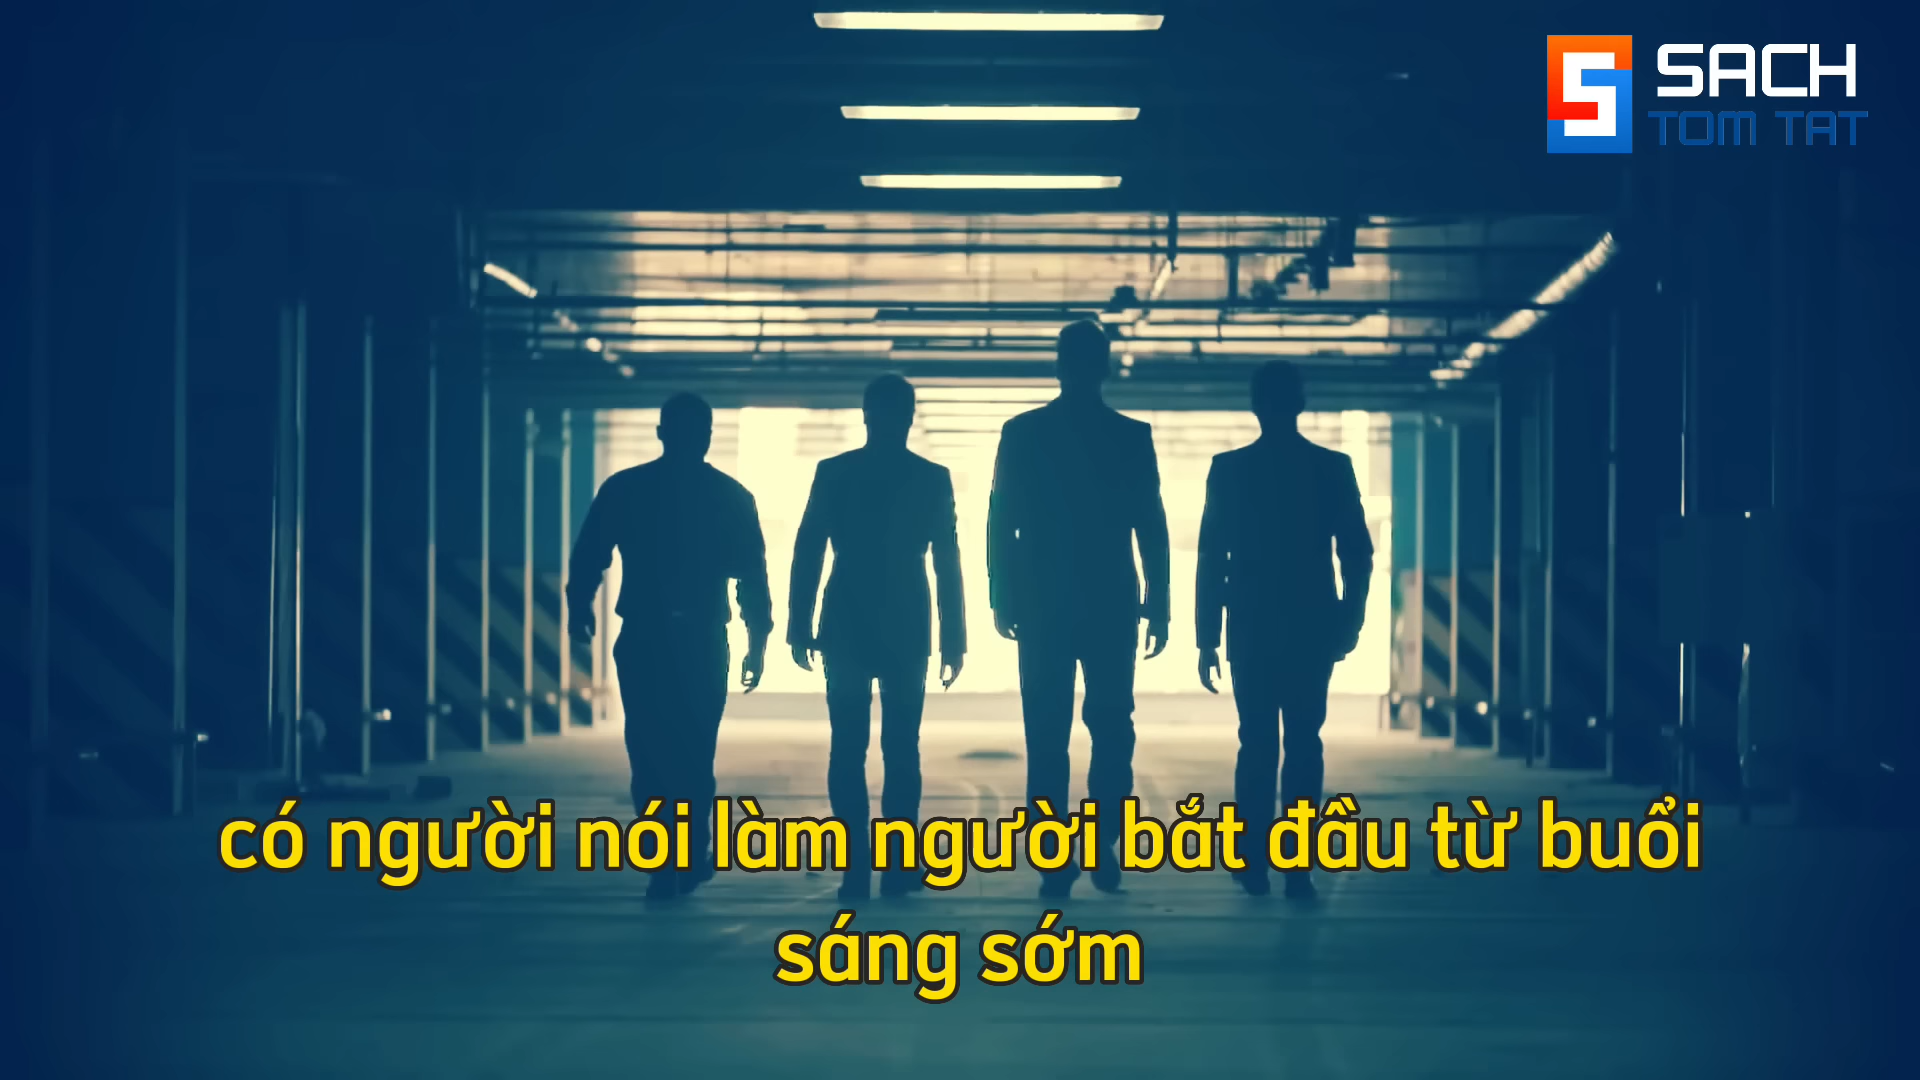 SACH
TOM TAT
có người nói làm người bắt đầu từ buổi
sáng sớm